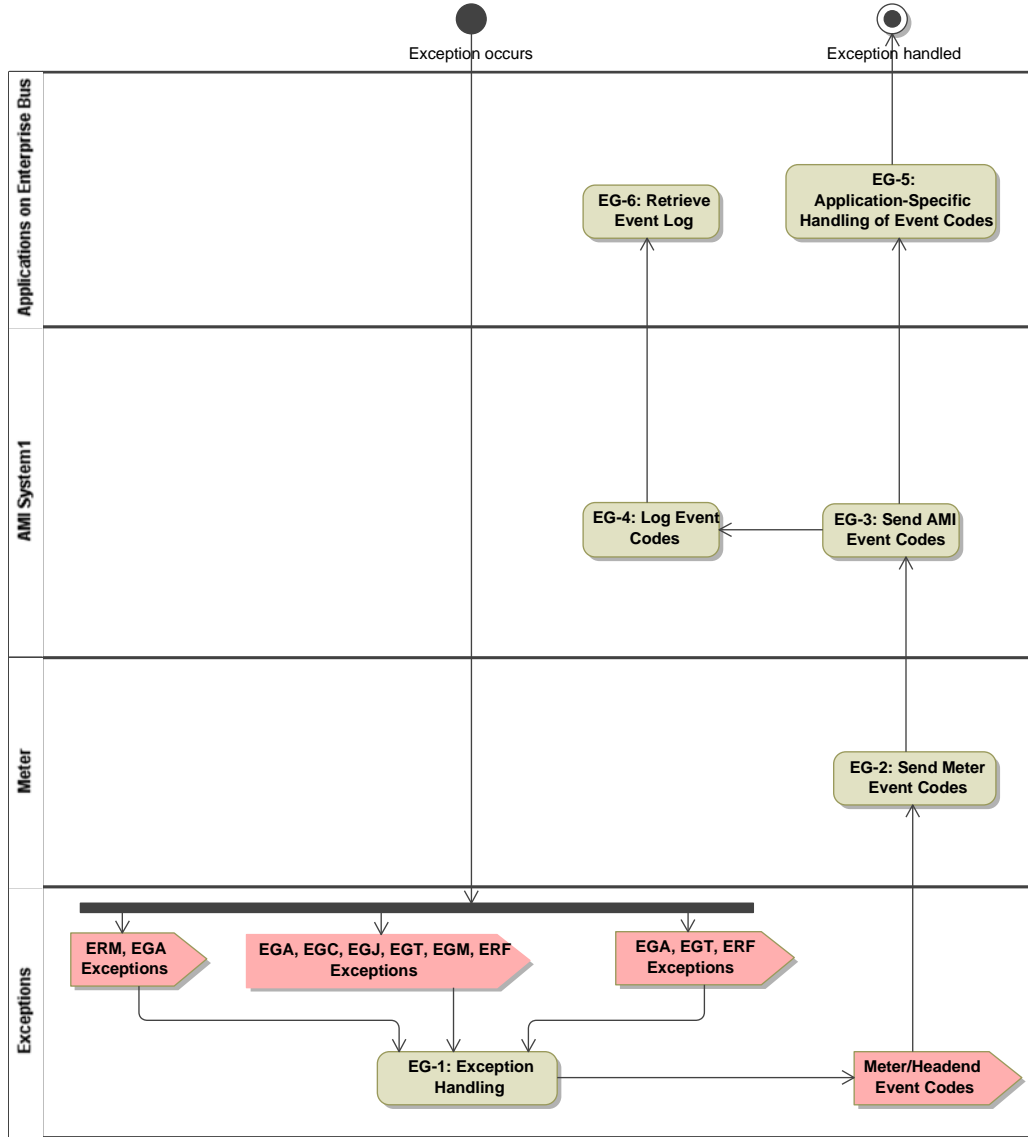 Exception occurs
Exception handled
Applications on Enterprise Bus
EG-6: Retrieve
Event Log
EG-5:
Application-Specific
Handling of Event Codes
AMI System1
EG-4: Log Event
Codes
EG-3: Send AMI
Event Codes
Meter
EG-2: Send Meter
Event Codes
Exceptions
ERM, EGA
Exceptions
EGA, EGC, EGJ, EGT, EGM, ERF
Exceptions
EGA, EGT, ERF
Exceptions
EG-1: Exception
Handling
Meter/Headend
Event Codes